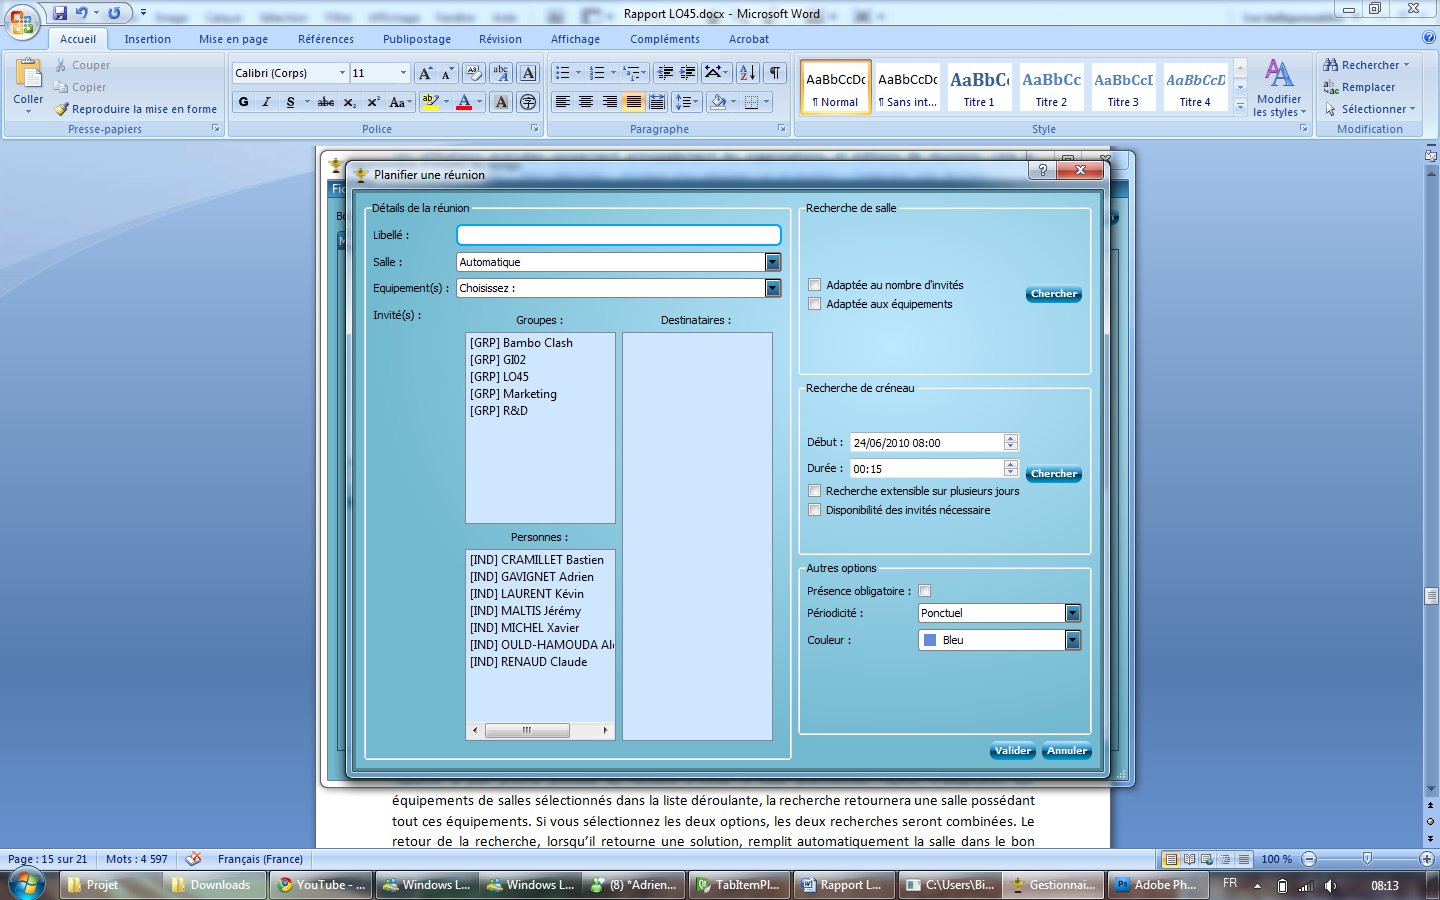 Rapport LO45.docx - Microsoft Word
Accueil Insertion Mise en page Références Publipostage Révision Affichage Compléments Acrobat
Coller
Couper
Copier
Reproduire la mise en forme
Presse-papiers
Calibri (Corps) 11
G I S abc x₂ x² Aa
Police
Paragraphe
AaBbCcDc AaBbCcDc AaBbC AaBbCc AaBbCcI AaBbCcD
¶ Normal ¶ Sans int... Titre 1 Titre 2 Titre 3 Titre 4
Modifier
les styles
Style
Rechercher
Remplacer
Sélectionner
Modification
Planifier une réunion
Détails de la réunion
Libellé :
Salle : Automatique
Equipement(s) : Choisissez :
Invité(s) :
Groupes :
[GRP] Bambo Clash
[GRP] GI02
[GRP] LO45
[GRP] Marketing
[GRP] R&D
Personnes :
[IND] CRAMILLET Bastien
[IND] GAVIGNET Adrien
[IND] LAURENT Kévin
[IND] MALTIS Jérémy
[IND] MICHEL Xavier
[IND] OULD-HAMOUDA Al
[IND] RENAUD Claude
Destinataires :
Recherche de salle
Adaptée au nombre d'invités
Adaptée aux équipements
Chercher
Recherche de créneau
Début : 24/06/2010 08:00
Durée : 00:15
Chercher
Recherche extensible sur plusieurs jours
Disponibilité des invités nécessaire
Autres options
Présence obligatoire :
Périodicité : Ponctuel
Couleur : Bleu
Valider Annuler
équipements de salles sélectionnés dans la liste déroulante, la recherche retournera une salle possédant
tout ces équipements. Si vous sélectionnez les deux options, les deux recherches seront combinées. Le
retour de la recherche, lorsqu'il retourne une solution, remplit automatiquement la salle dans le bon
Page : 15 sur 21 Mots : 4 597 Français (France) 100 %
Projet Downloads YouTube - ... Windows L... Windows L... (8) *Adrien... TabItemPl... Rapport L... C:\Users\Bi... Gestionnai... Adobe Ph... FR 08:13